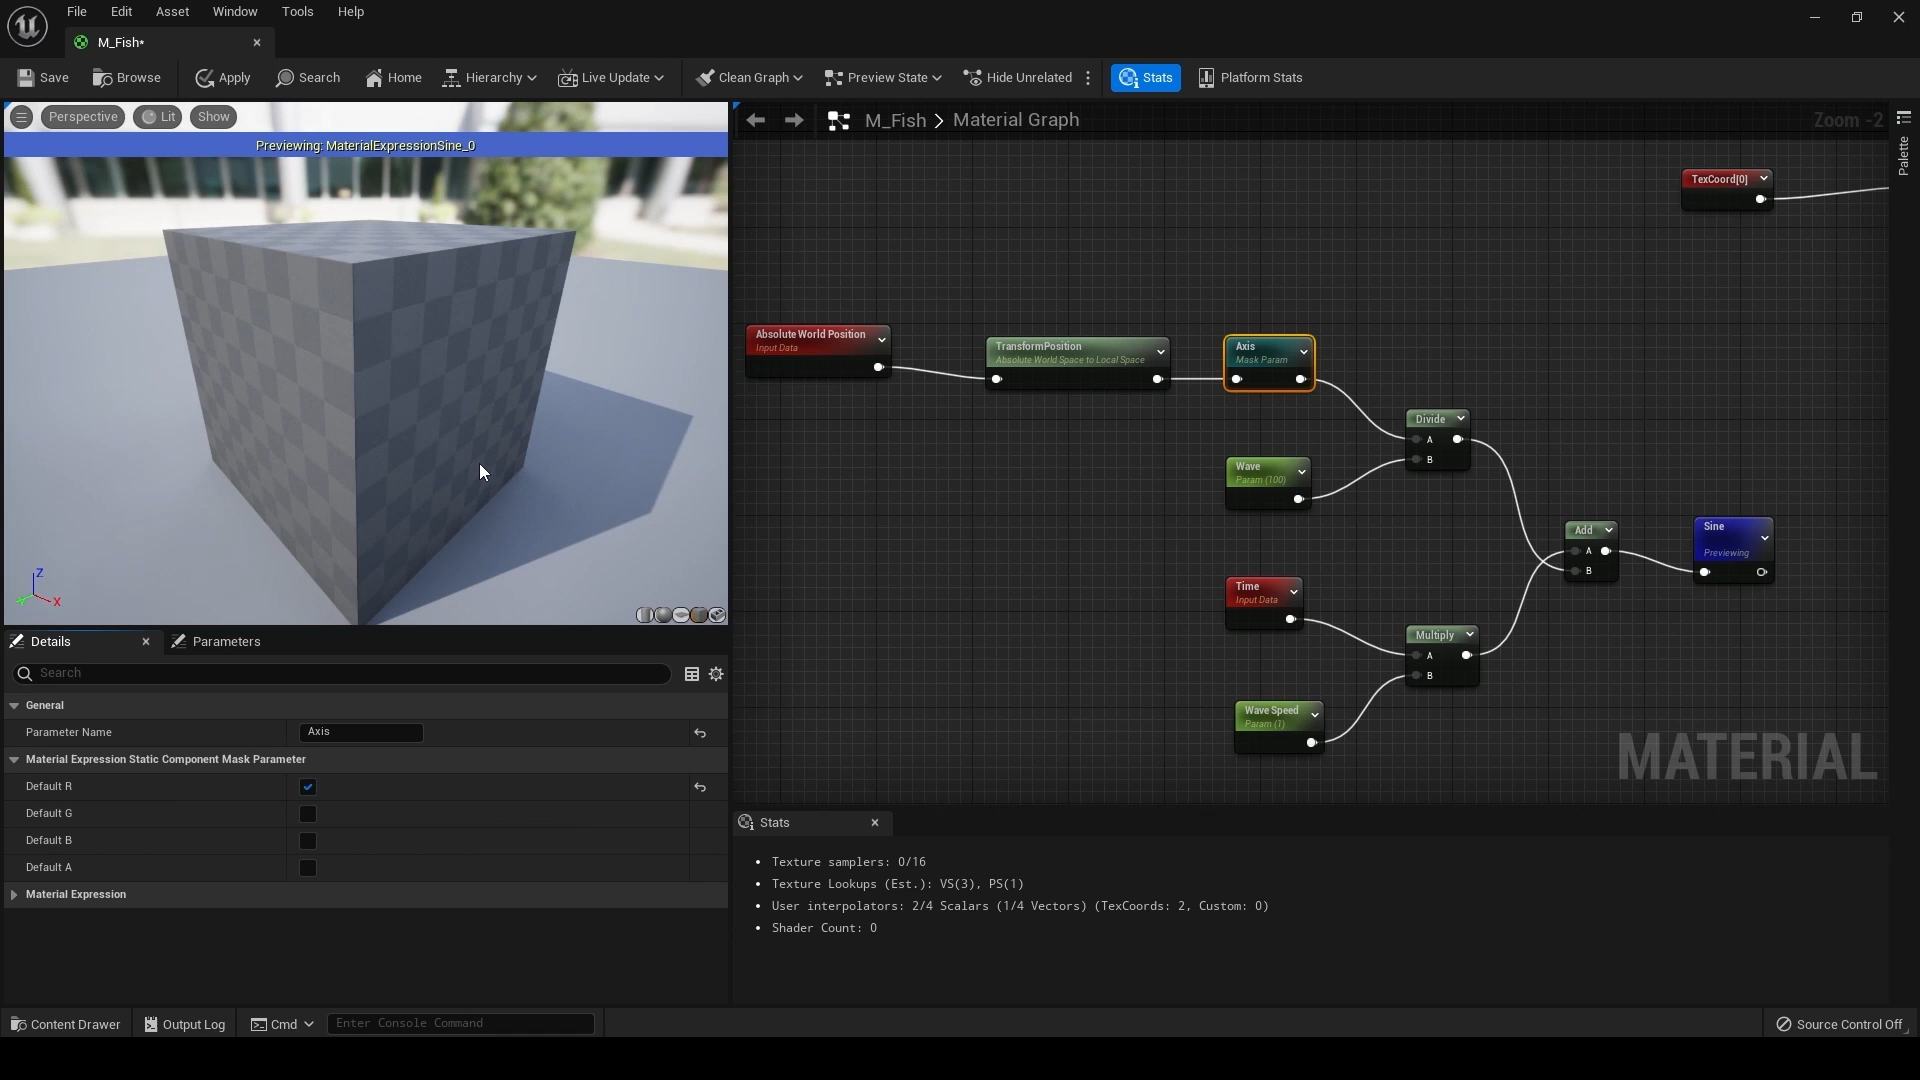 File Edit Asset Window Tools Help
M_Fish*
Save Browse Apply Search Home Hierarchy Live Update Clean Graph Preview State Hide Unrelated Stats Platform Stats
Perspective Lit Show
Previewing: MaterialExpressionSine_0
M_Fish > Material Graph
Zoom -2
Palette
TexCoord[0]
Absolute World Position
Input Data
TransformPosition
Absolute World Space to Local Space
Axis
Mask Param
Divide
A
B
Wave
Param (100)
Add
A
B
Sine
Previewing
Time
Input Data
Multiply
A
B
Wave Speed
Param (1)
MATERIAL
Z
X
Details Parameters
Search
General
Parameter Name Axis
Material Expression Static Component Mask Parameter
Default R
Default G
Default B
Default A
Material Expression
Stats
• Texture samplers: 0/16
• Texture Lookups (Est.): VS(3), PS(1)
• User interpolators: 2/4 Scalars (1/4 Vectors) (TexCoords: 2, Custom: 0)
• Shader Count: 0
Content Drawer Output Log Cmd Enter Console Command Source Control Off